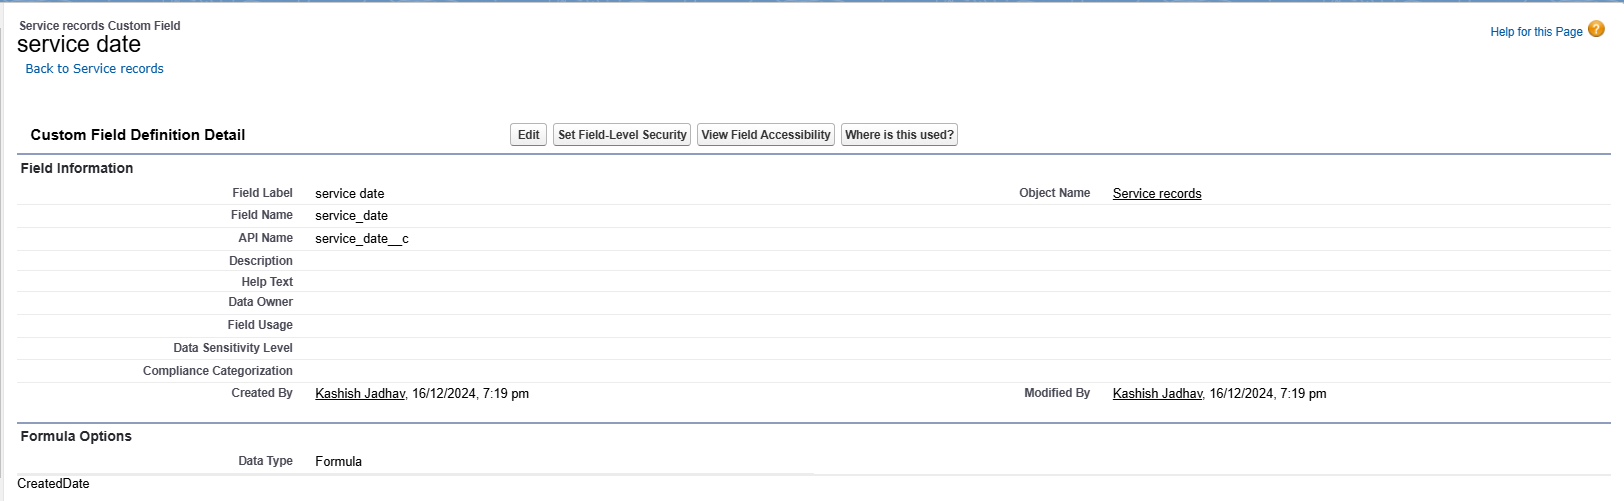 Service records Custom Field
service date
Help for this Page ?
Back to Service records
Custom Field Definition Detail
Edit Set Field-Level Security View Field Accessibility Where is this used?
Field Information
Field Label service date Object Name Service records
Field Name service_date
API Name service_date__c
Description
Help Text
Data Owner
Field Usage
Data Sensitivity Level
Compliance Categorization
Created By Kashish Jadhav, 16/12/2024, 7:19 pm Modified By Kashish Jadhav, 16/12/2024, 7:19 pm
Formula Options
Data Type Formula
CreatedDate